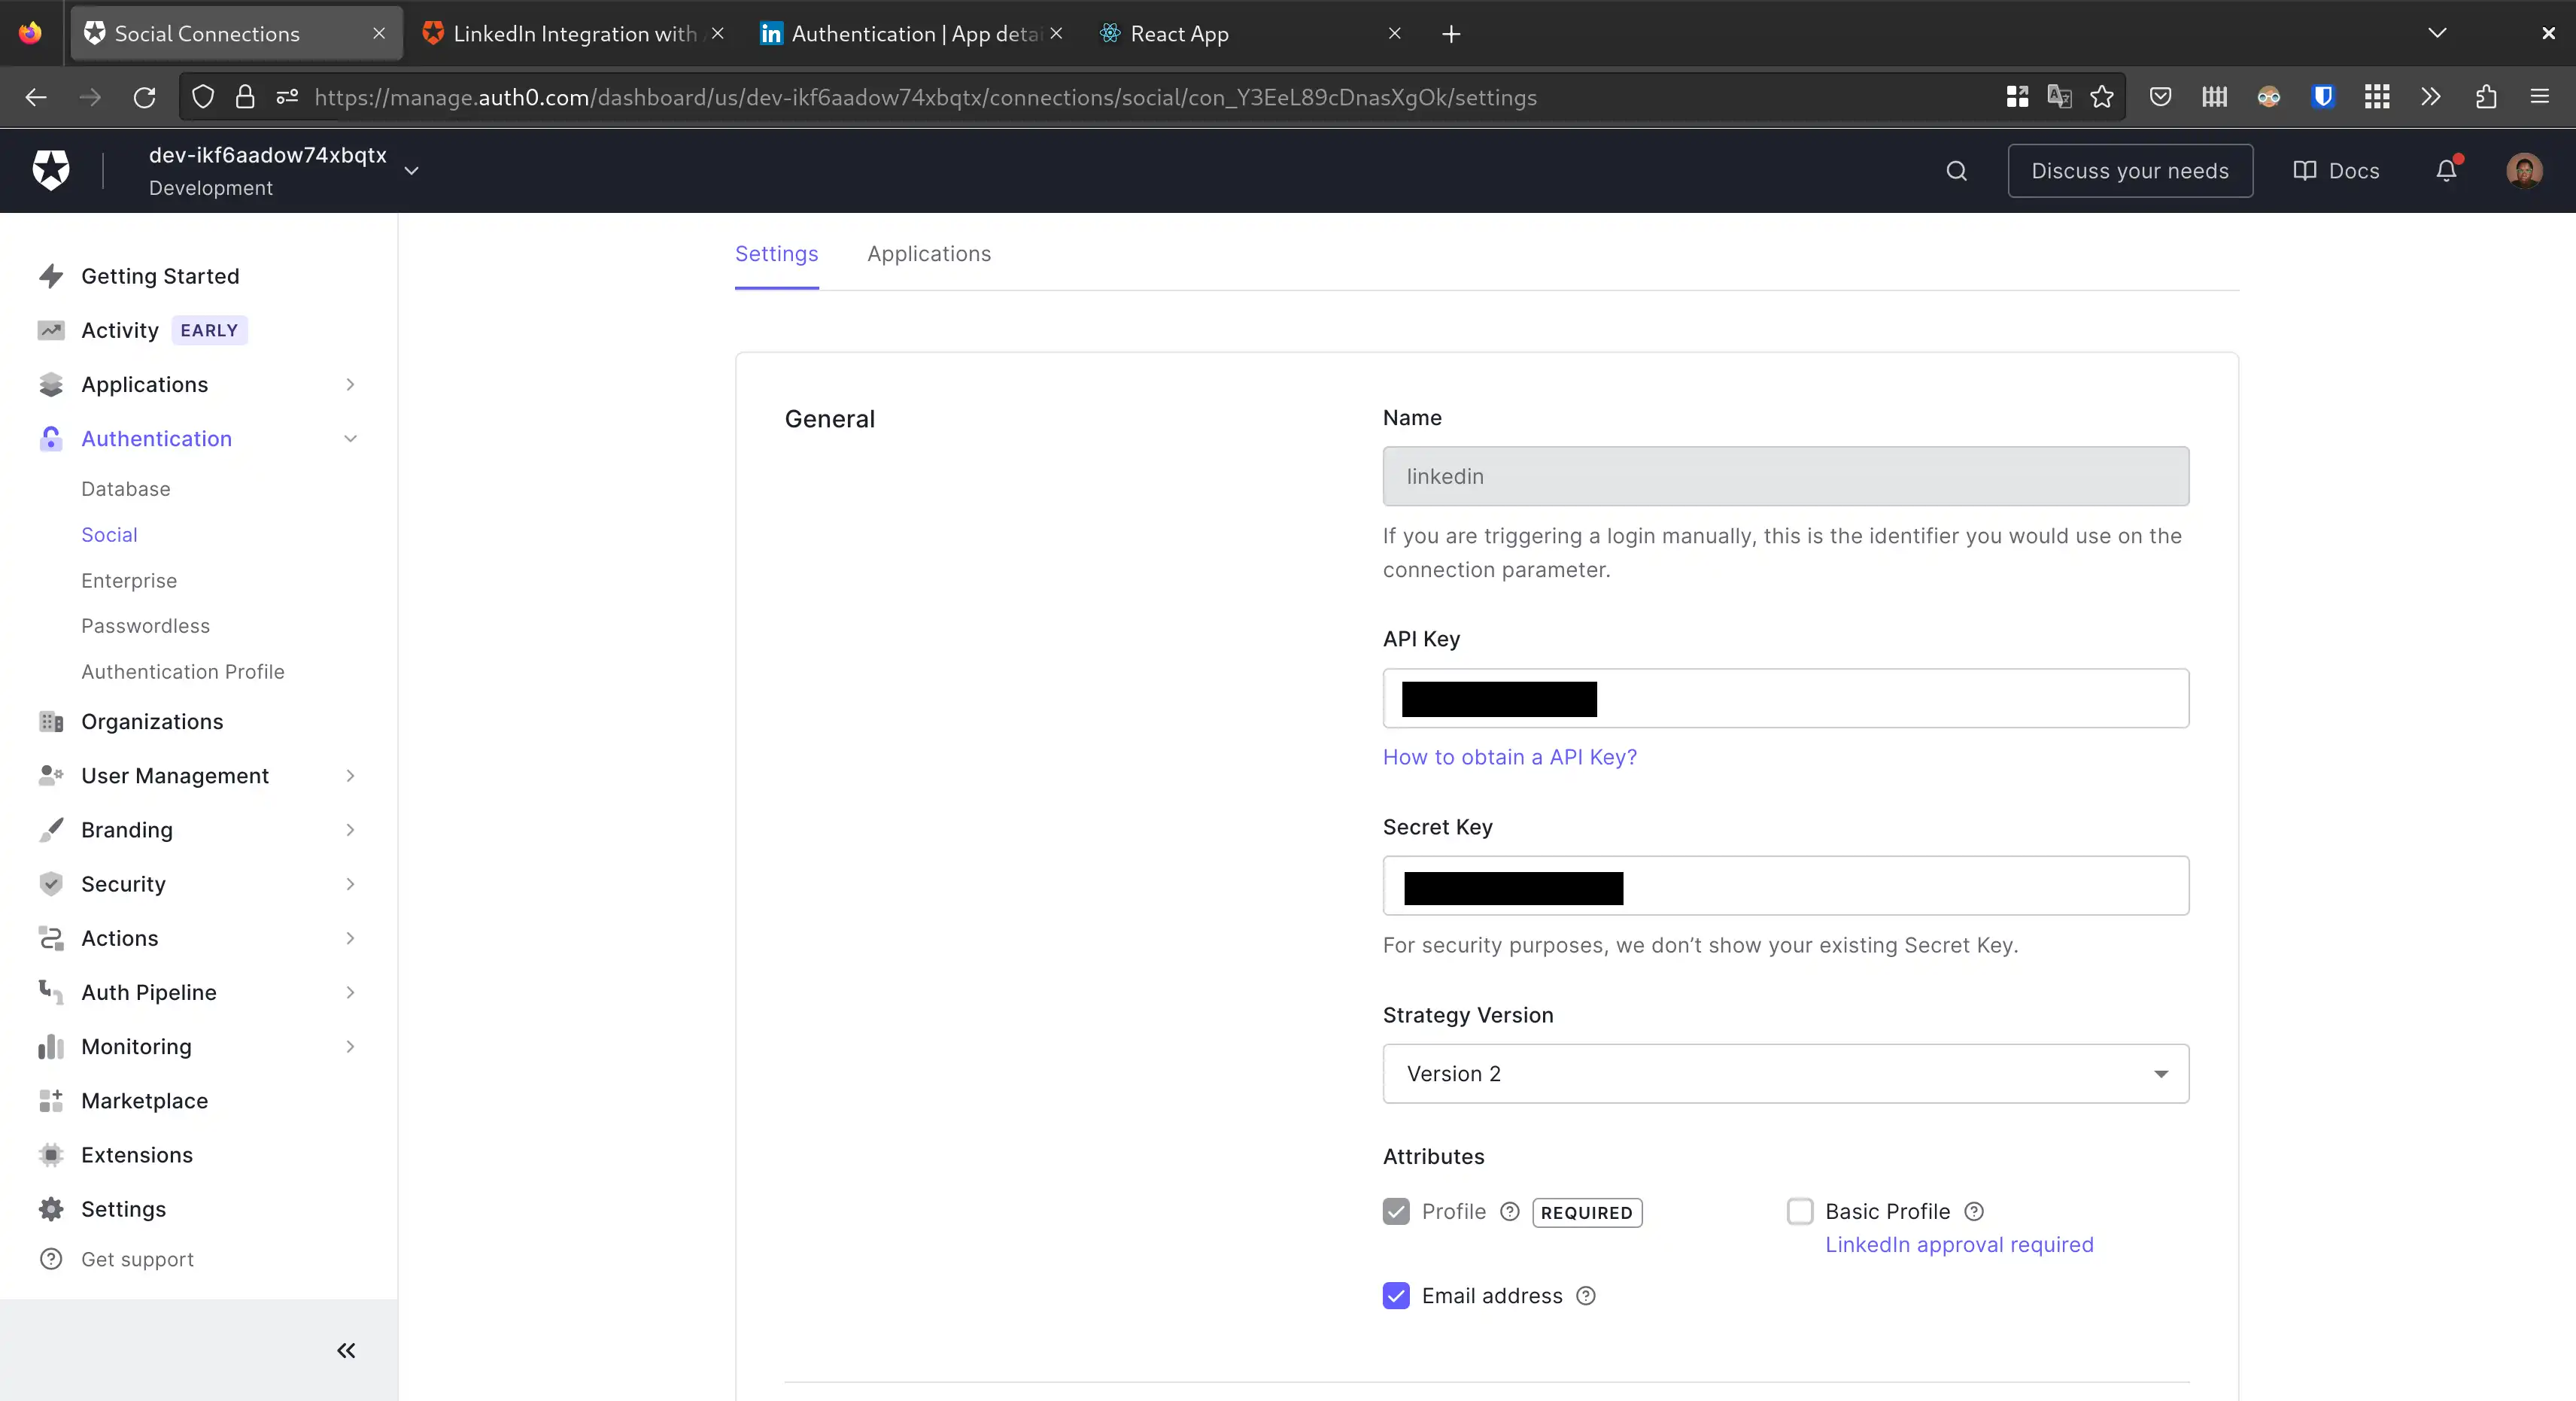 Social Connections
LinkedIn Integration with
Authentication | App detai
React App
https://manage.auth0.com/dashboard/us/dev-ikf6aadow74xbqtx/connections/social/con_Y3EeL89cDnasXgOk/settings
dev-ikf6aadow74xbqtx
Development
Discuss your needs
Docs
Settings
Applications
Getting Started
Activity EARLY
Applications
Authentication
Database
Social
Enterprise
Passwordless
Authentication Profile
Organizations
User Management
Branding
Security
Actions
Auth Pipeline
Monitoring
Marketplace
Extensions
Settings
Get support
General
Name
linkedin
If you are triggering a login manually, this is the identifier you would use on the
connection parameter.
API Key
How to obtain a API Key?
Secret Key
For security purposes, we don’t show your existing Secret Key.
Strategy Version
Version 2
Attributes
Profile REQUIRED
Basic Profile
LinkedIn approval required
Email address